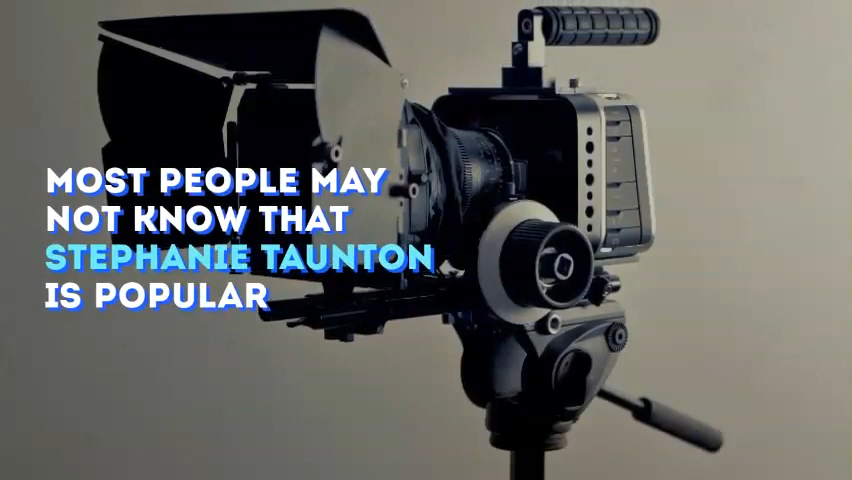 MOST PEOPLE MAY
NOT KNOW THAT
STEPHANIE TAUNTON
IS POPULAR